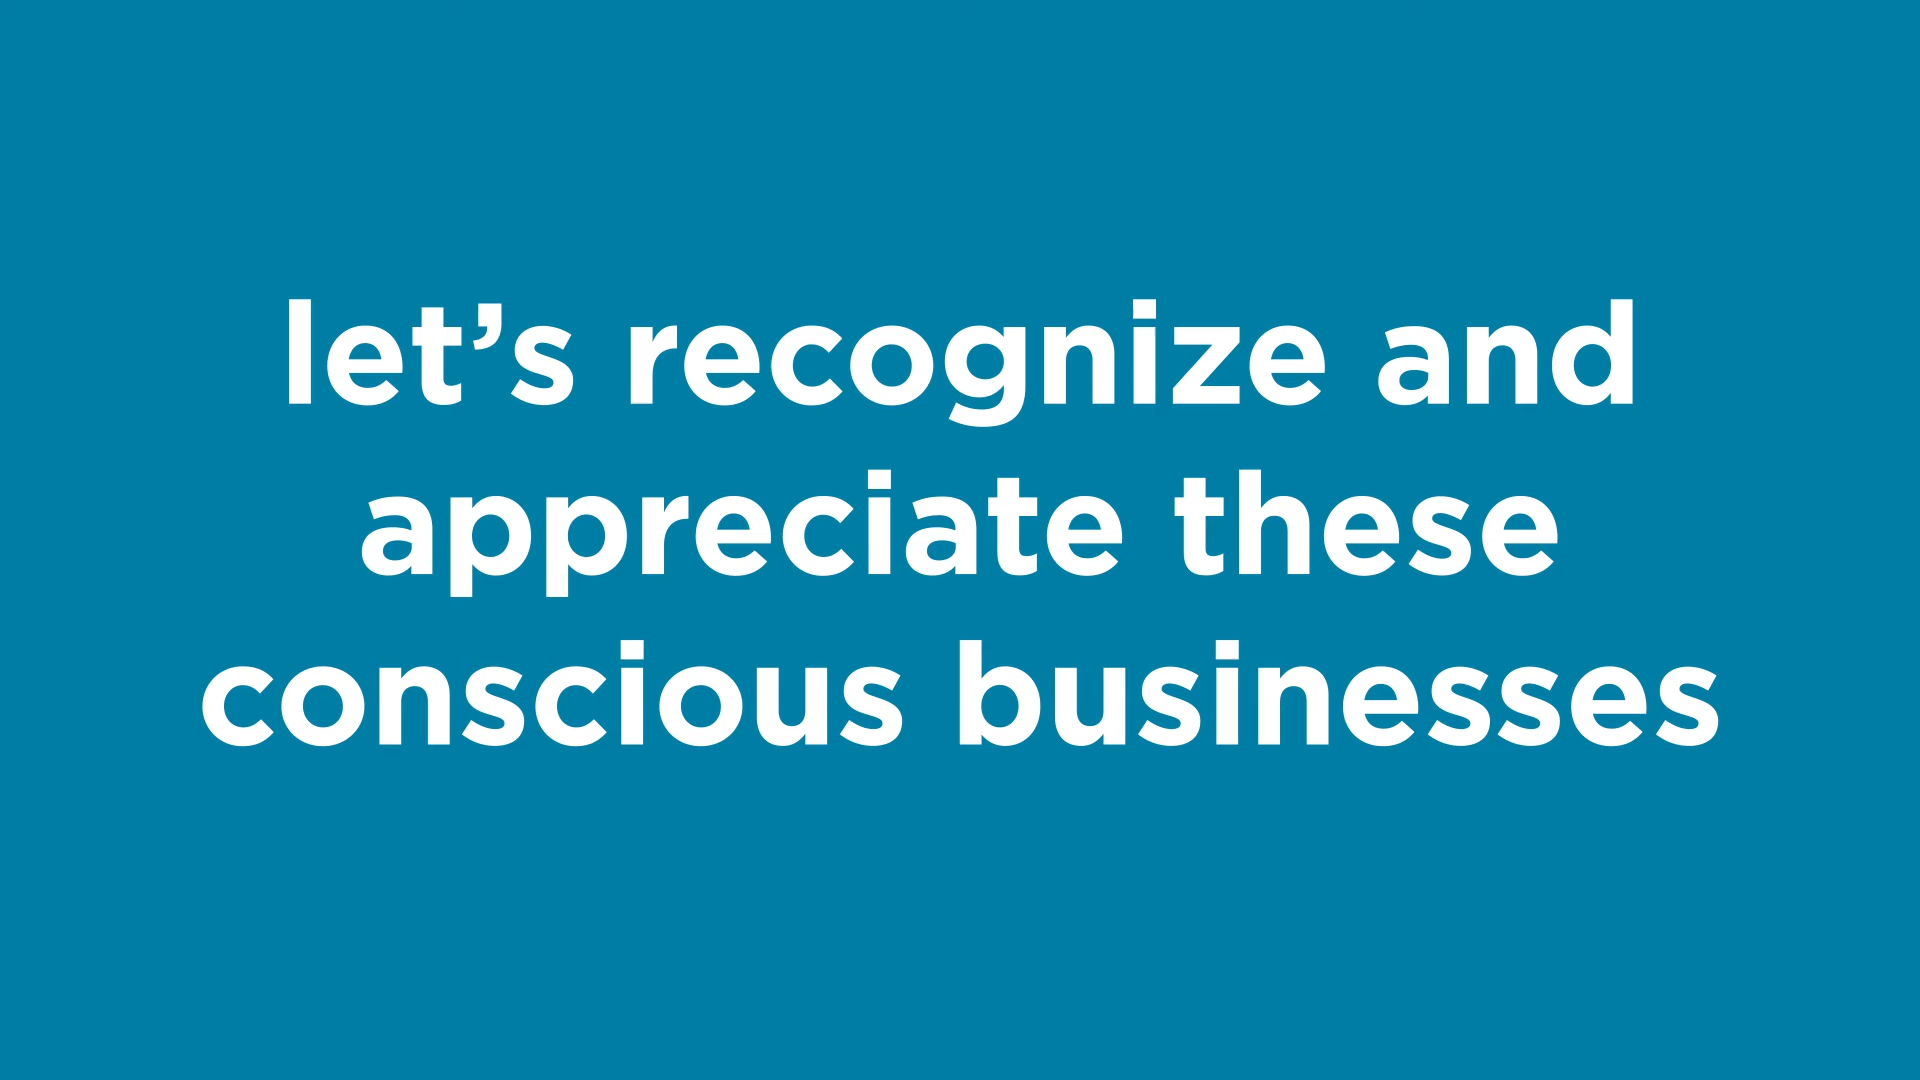 let’s recognize and
appreciate these
conscious businesses